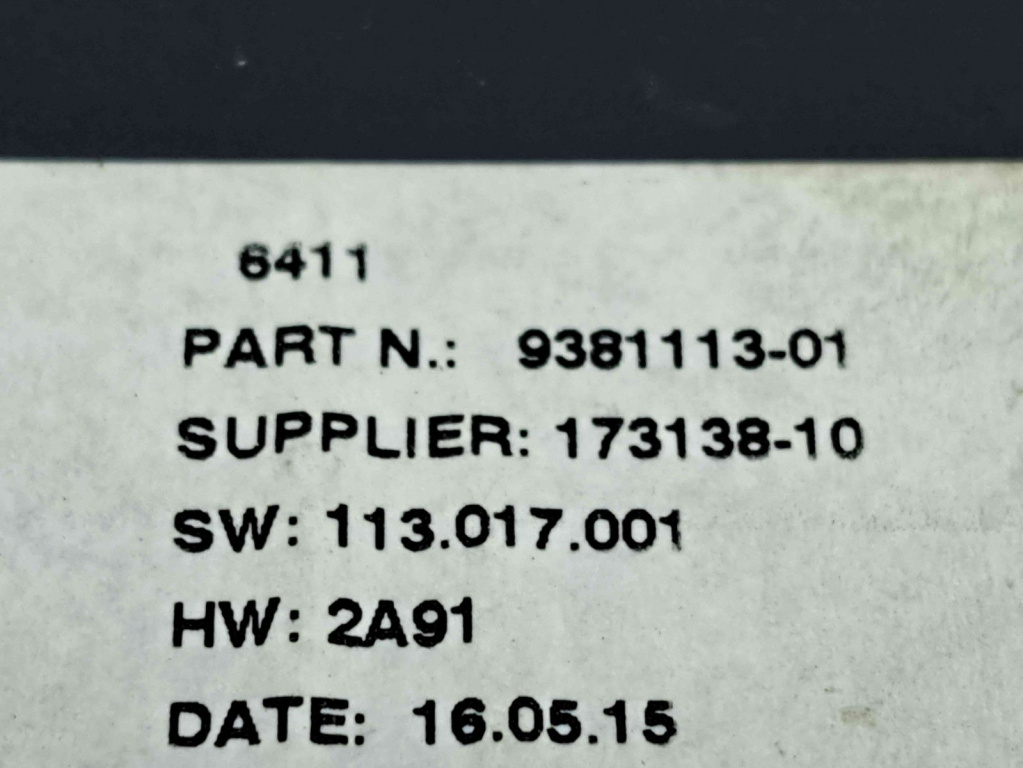 6411
PART N.: 9381113-01
SUPPLIER: 173138-10
SW: 113.017.001
HW: 2A91
DATE: 16.05.15